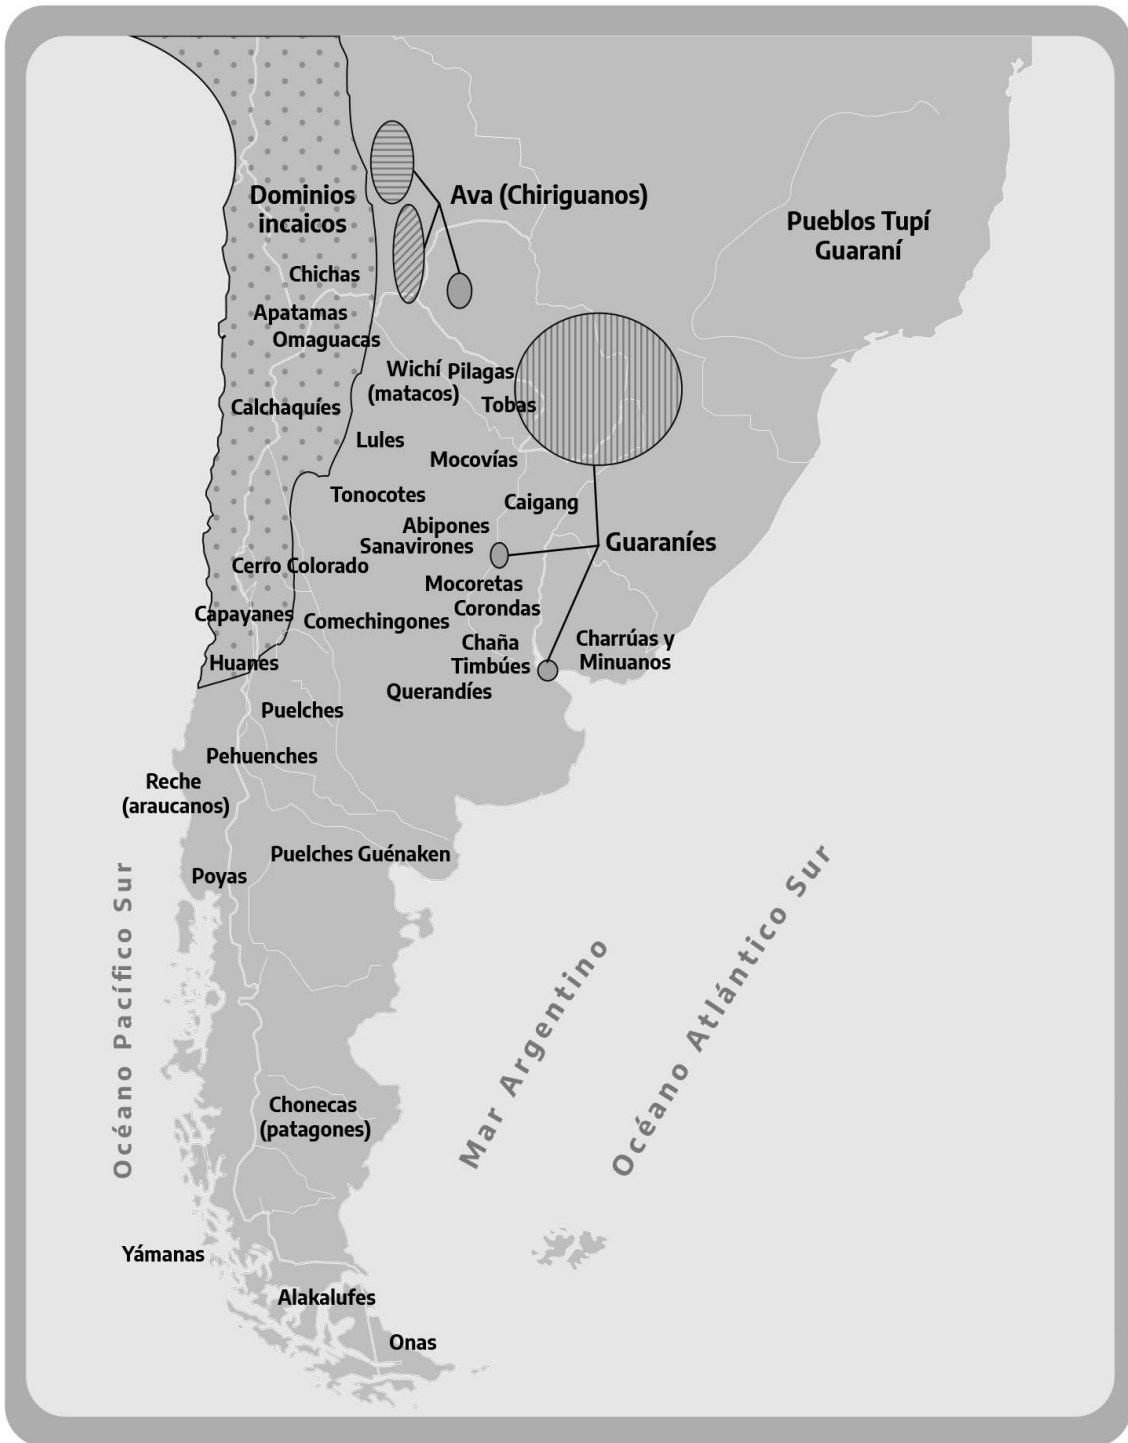 Dominios
incaicos
Ava (Chiriguanos)
Pueblos Tupí
Guaraní
Chichas
Apatamas
Omaguacas
Wichí
(matacos)
Pilagas
Tobas
Calchaquíes
Lules
Mocovías
Tonocotes
Caigang
Abipones
Sanavirones
Guaraníes
Cerro Colorado
Mocoretas
Corondas
Capayanes
Comechingones
Chaña
Timbúes
Charrúas y
Minuanos
Huanes
Querandíes
Puelches
Pehuenches
Reche
(araucanos)
Puelches Guénaken
Poyas
Océano Pacífico Sur
Mar Argentino
Océano Atlántico Sur
Chonecas
(patagones)
Yámanas
Alakalufes
Onas